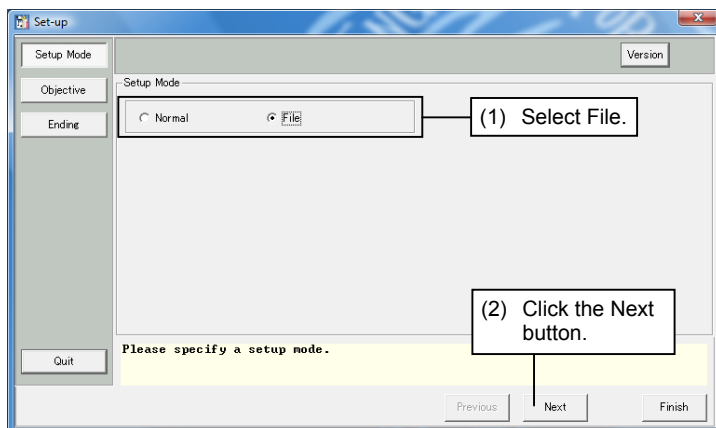 Set-up
Setup Mode
Version
Objective
Setup Mode
Ending
Normal
File
(1) Select File.
(2) Click the Next
button.
Quit
Please specify a setup mode.
Previous
Next
Finish